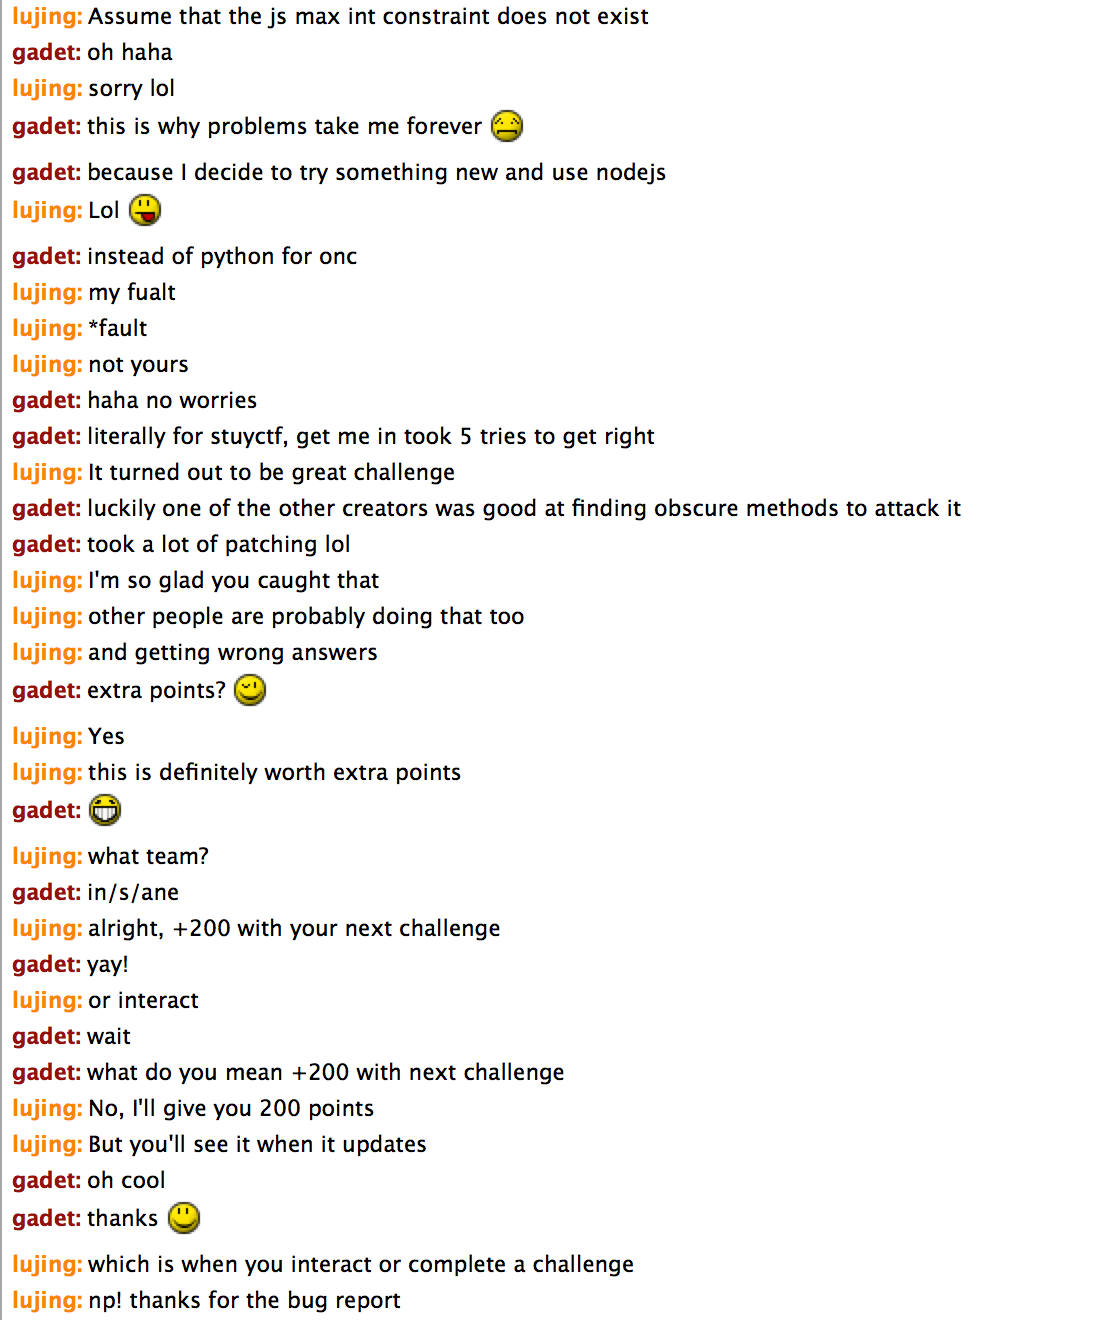 lujing: Assume that the js max int constraint does not exist
gadet: oh haha
lujing: sorry lol
gadet: this is why problems take me forever
gadet: because I decide to try something new and use nodejs
lujing: Lol
gadet: instead of python for onc
lujing: my fualt
lujing: *fault
lujing: not yours
gadet: haha no worries
gadet: literally for stuyctf, get me in took 5 tries to get right
lujing: It turned out to be great challenge
gadet: luckily one of the other creators was good at finding obscure methods to attack it
gadet: took a lot of patching lol
lujing: I'm so glad you caught that
lujing: other people are probably doing that too
lujing: and getting wrong answers
gadet: extra points?
lujing: Yes
lujing: this is definitely worth extra points
gadet:
lujing: what team?
gadet: in/s/ane
lujing: alright, +200 with your next challenge
gadet: yay!
lujing: or interact
gadet: wait
gadet: what do you mean +200 with next challenge
lujing: No, I'll give you 200 points
lujing: But you'll see it when it updates
gadet: oh cool
gadet: thanks
lujing: which is when you interact or complete a challenge
lujing: np! thanks for the bug report